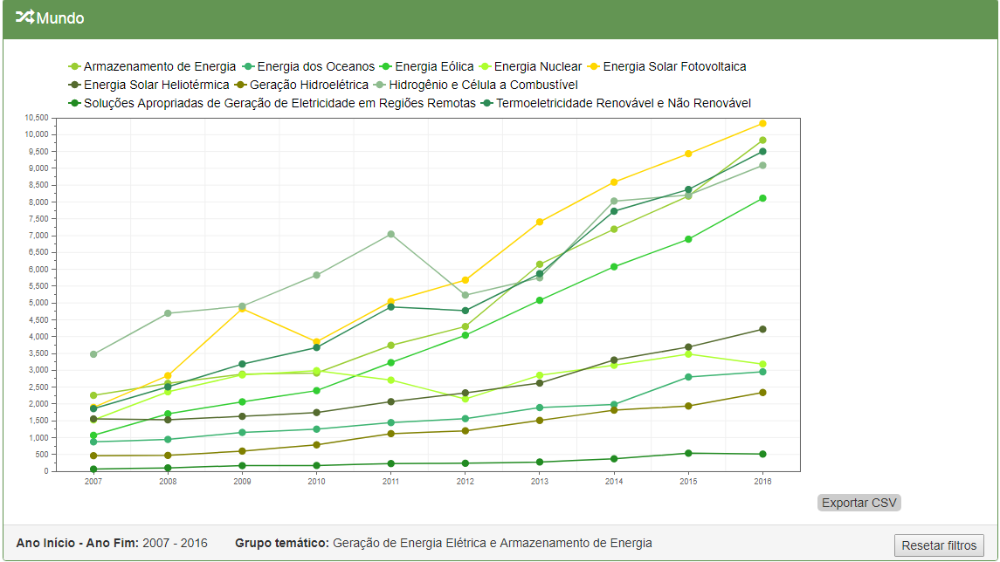 Mundo
Armazenamento de Energia Energia dos Oceanos Energia Eólica Energia Nuclear Energia Solar Fotovoltaica
Energia Solar Heliotérmica Geração Hidroelétrica Hidrogênio e Célula a Combustível
Soluções Apropriadas de Geração de Eletricidade em Regiões Remotas Termoeletricidade Renovável e Não Renovável
10,500
10,000
9,500
9,000
8,500
8,000
7,500
7,000
6,500
6,000
5,500
5,000
4,500
4,000
3,500
3,000
2,500
2,000
1,500
1,000
500
0
2007 2008 2009 2010 2011 2012 2013 2014 2015 2016
Exportar CSV
Ano Início - Ano Fim: 2007 - 2016 Grupo temático: Geração de Energia Elétrica e Armazenamento de Energia
Resetar filtros